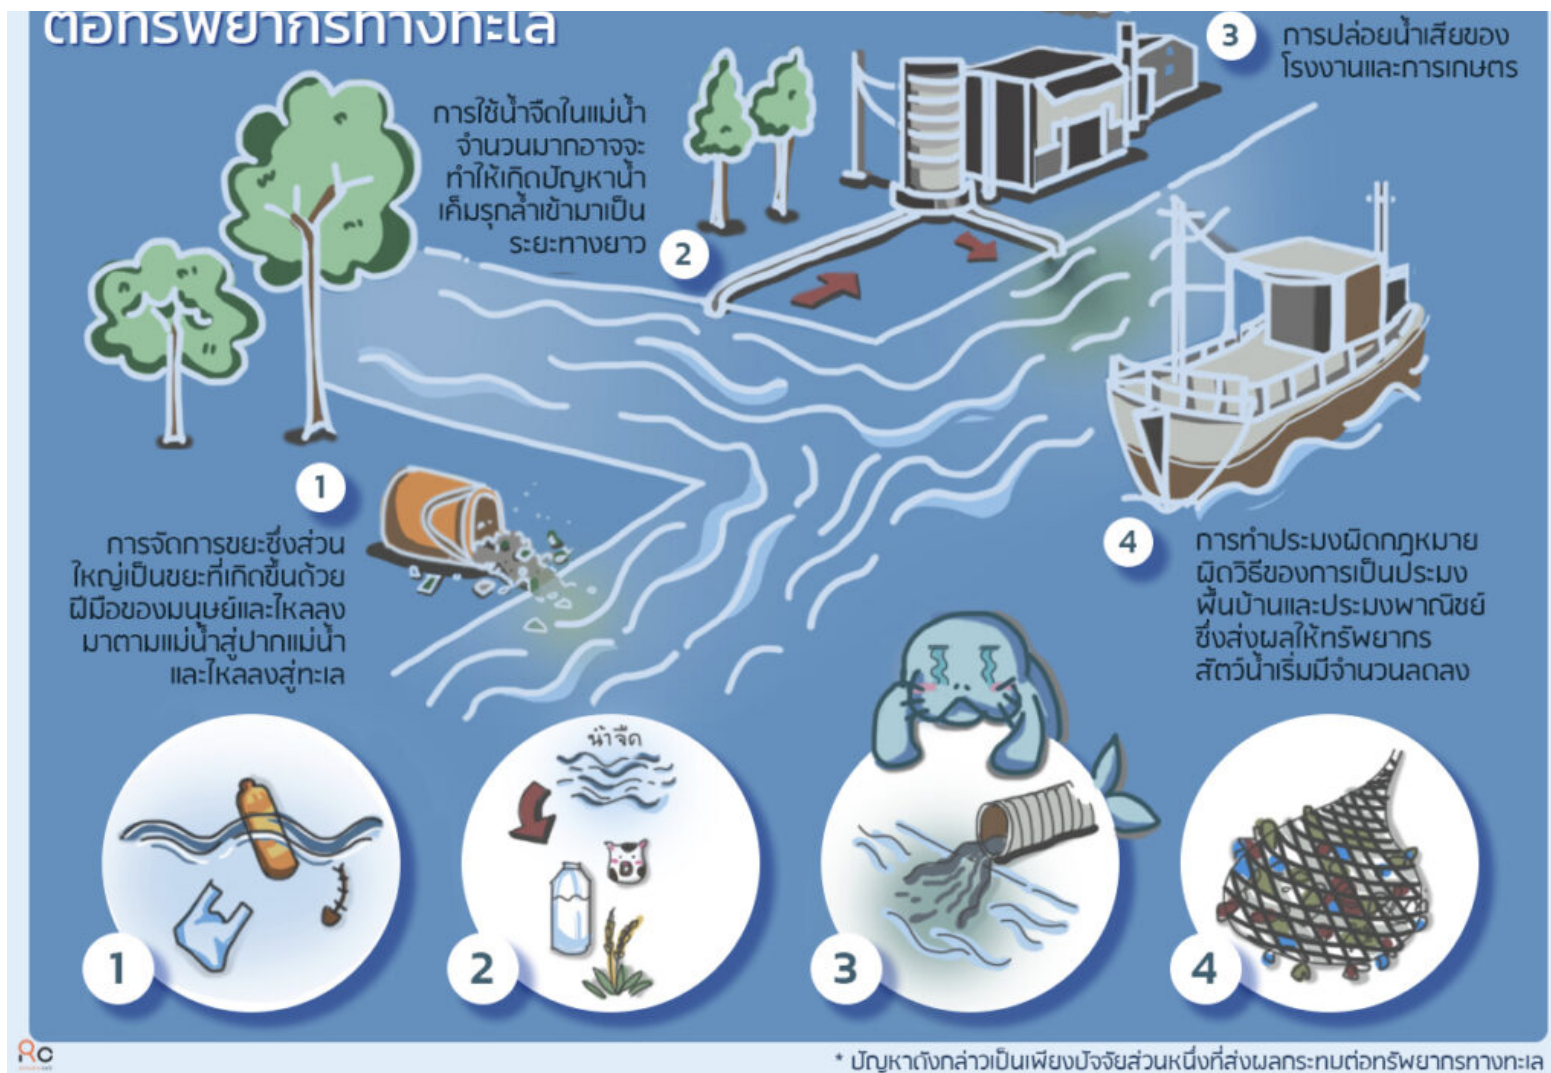 ต่อทรัพยากรทางทะเล
3
การปล่อยน้ำเสียของ
โรงงานและการเกษตร
การใช้น้ำจืดในแม่น้ำ
จำนวนมากอาจจะ
ทำให้เกิดปัญหาน้ำ
เค็มรุกล้ำเข้ามาเป็น
ระยะทางยาว
2
1
การจัดการขยะซึ่งส่วน
ใหญ่เป็นขยะที่เกิดขึ้นด้วย
ฝีมือของมนุษย์และไหลลง
มาตามแม่น้ำสู่ปากแม่น้ำ
และไหลลงสู่ทะเล
4
การทำประมงผิดกฎหมาย
ผิดวิธีของการเป็นประมง
พื้นบ้านและประมงพาณิชย์
ซึ่งส่งผลให้ทรัพยากร
สัตว์น้ำเริ่มมีจำนวนลดลง
น้ำจืด
1
2
3
4
Rc
* ปัญหาดังกล่าวเป็นเพียงปัจจัยส่วนหนึ่งที่ส่งผลกระทบต่อทรัพยากรทางทะเล